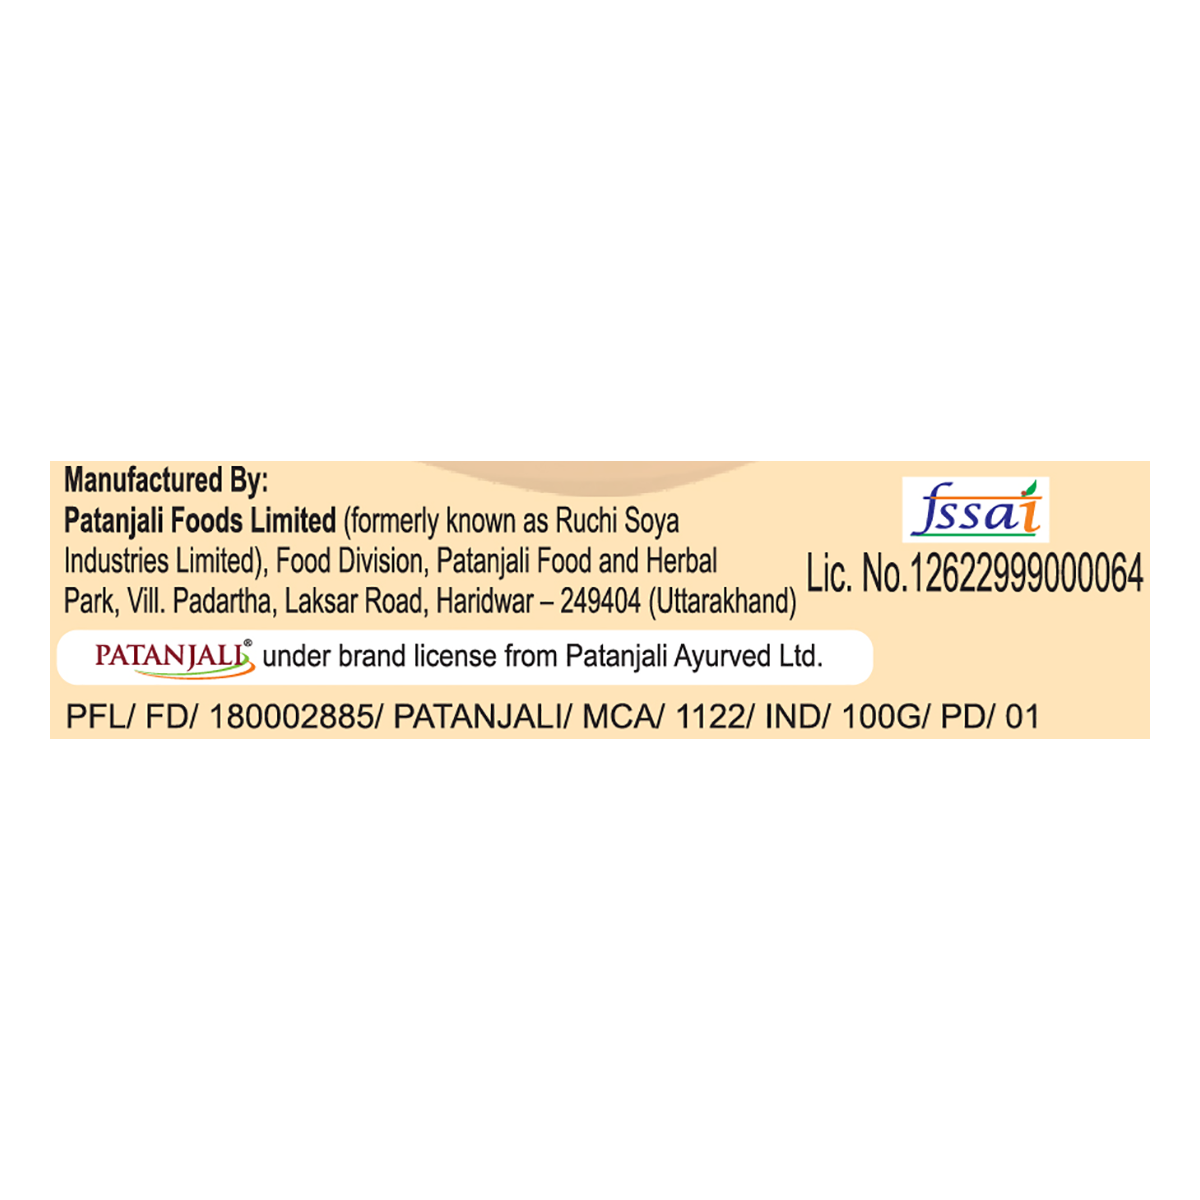 Manufactured By:
Patanjali Foods Limited (formerly known as Ruchi Soya
Industries Limited), Food Division, Patanjali Food and Herbal
Park, Vill. Padartha, Laksar Road, Haridwar – 249404 (Uttarakhand)
fssai
Lic. No.12622999000064
PATANJALI® under brand license from Patanjali Ayurved Ltd.
PFL/ FD/ 180002885/ PATANJALI/ MCA/ 1122/ IND/ 100G/ PD/ 01